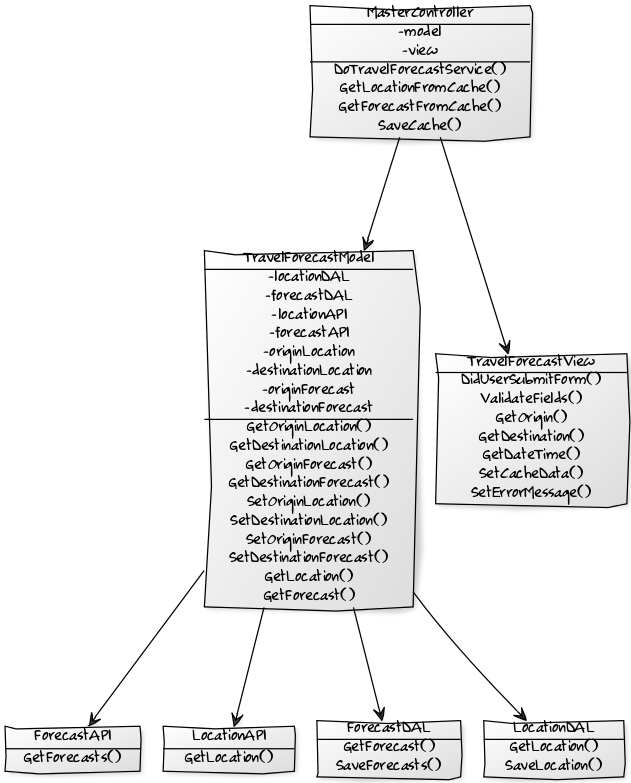 MasterController
-model
-view
DoTravelForecastService()
GetLocationFromCache()
GetForecastFromCache()
SaveCache()
TravelForecastModel
-locationDAL
-forecastDAL
-locationAPI
-forecastAPI
-originLocation
-destinationLocation
-originForecast
-destinationForecast
GetOriginLocation()
GetDestinationLocation()
GetOriginForecast()
GetDestinationForecast()
SetOriginLocation()
SetDestinationLocation()
SetOriginForecast()
SetDestinationForecast()
GetLocation()
GetForecast()
TravelForecastView
DidUserSubmitForm()
ValidateFields()
GetOrigin()
GetDestination()
GetDateTime()
SetCacheData()
SetErrorMessage()
ForecastAPI
GetForecasts()
LocationAPI
GetLocation()
ForecastDAL
GetForecast()
SaveForecasts()
LocationDAL
GetLocation()
SaveLocation()